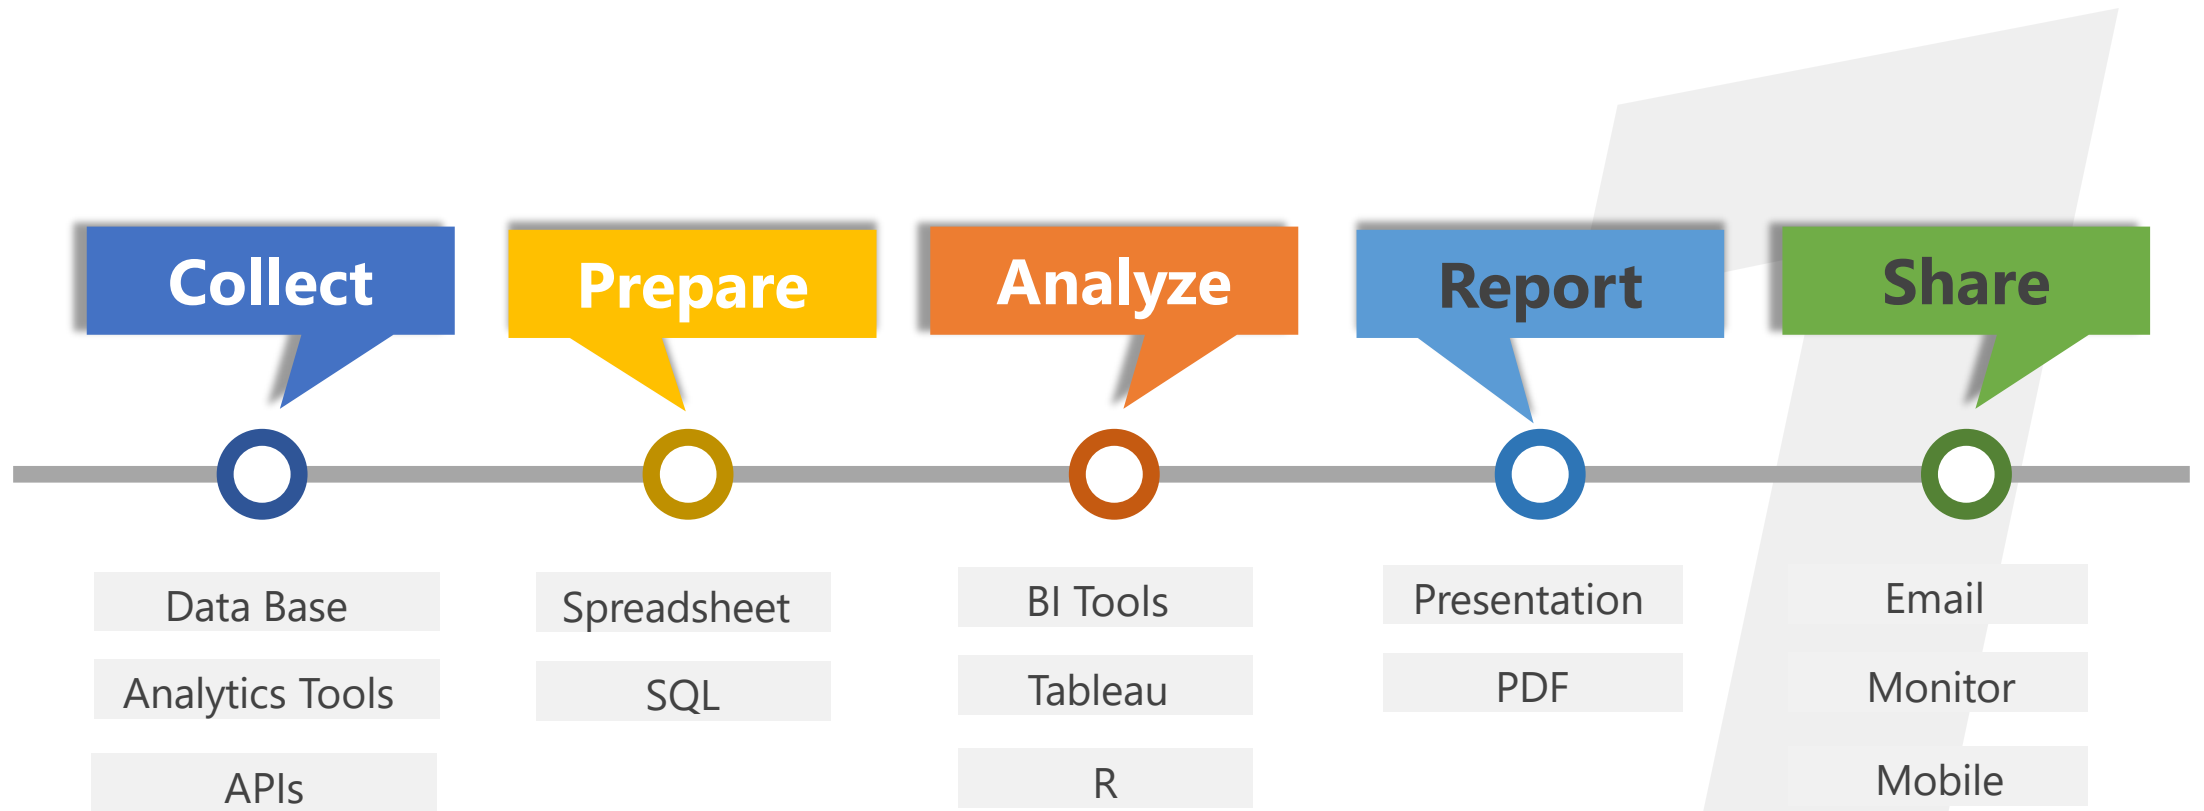 Collect
Prepare
Analyze
Report
Share
Data Base
Analytics Tools
APIs
Spreadsheet
SQL
BI Tools
Tableau
R
Presentation
PDF
Email
Monitor
Mobile